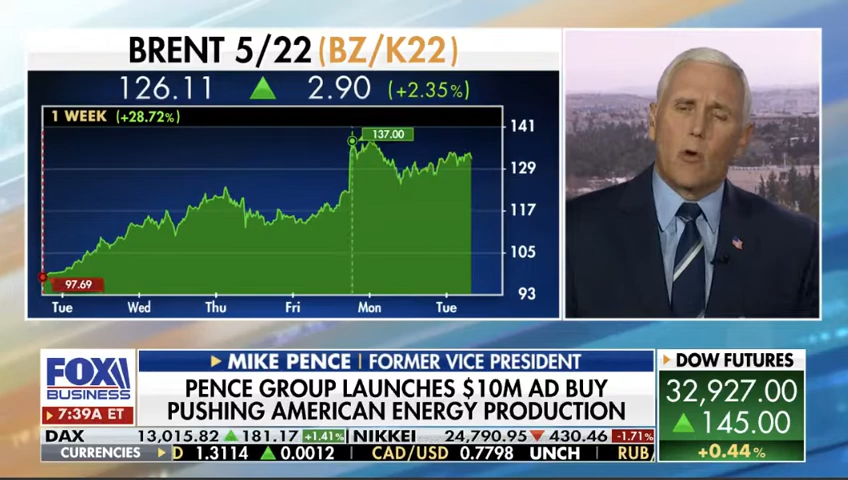 BRENT 5/22 (BZ/K22)
126.11 ▲ 2.90 (+2.35%)
1 WEEK (+28.72%)
137.00
97.69
141
129
117
105
93
Tue Wed Thu Fri Mon Tue
FOX
BUSINESS
7:39A ET
MIKE PENCE | FORMER VICE PRESIDENT
PENCE GROUP LAUNCHES $10M AD BUY
PUSHING AMERICAN ENERGY PRODUCTION
DOW FUTURES
32,927.00
▲ 145.00
+0.44%
DAX 13,015.82 ▲ 181.17 +1.41% NIKKEI 24,790.95 ▼ 430.46 -1.71%
CURRENCIES D 1.3114 ▲ 0.0012 CAD/USD 0.7798 UNCH RUB/